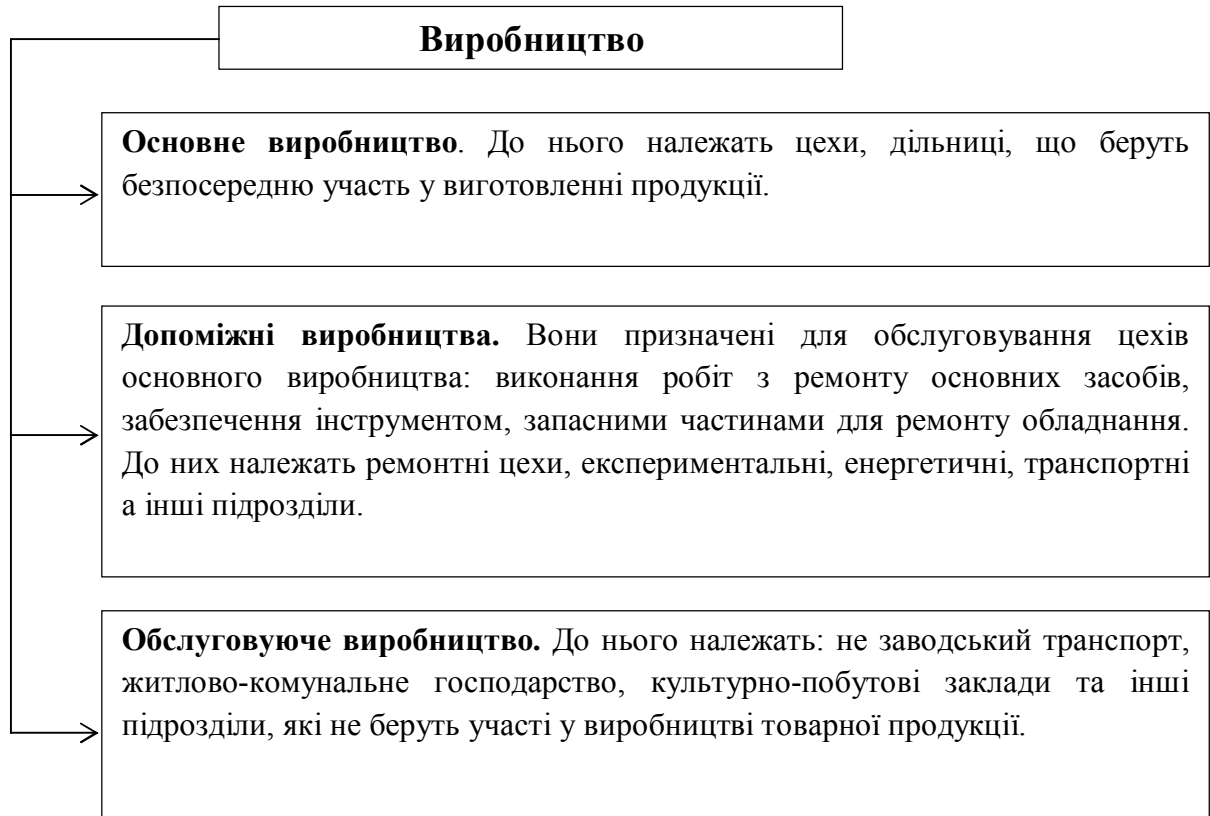 Виробництво
Основне виробництво. До нього належать цехи, дільниці, що беруть
безпосередню участь у виготовленні продукції.
Допоміжні виробництва. Вони призначені для обслуговування цехів
основного виробництва: виконання робіт з ремонту основних засобів,
забезпечення інструментом, запасними частинами для ремонту обладнання.
До них належать ремонтні цехи, експериментальні, енергетичні, транспортні
а інші підрозділи.
Обслуговуюче виробництво. До нього належать: не заводський транспорт,
житлово-комунальне господарство, культурно-побутові заклади та інші
підрозділи, які не беруть участі у виробництві товарної продукції.